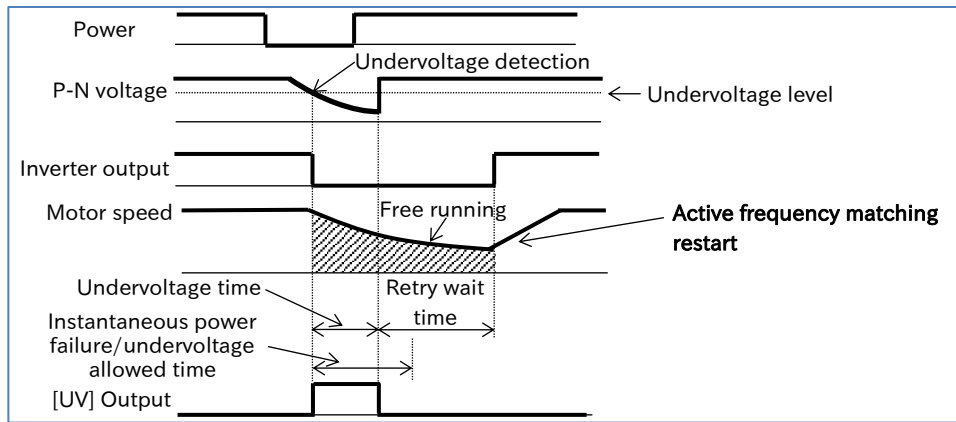 Power
Undervoltage detection
P-N voltage
Undervoltage level
Inverter output
Motor speed
Free running
Active frequency matching
restart
Undervoltage time
Retry wait
time
Instantaneous power
failure/undervoltage
allowed time
[UV] Output